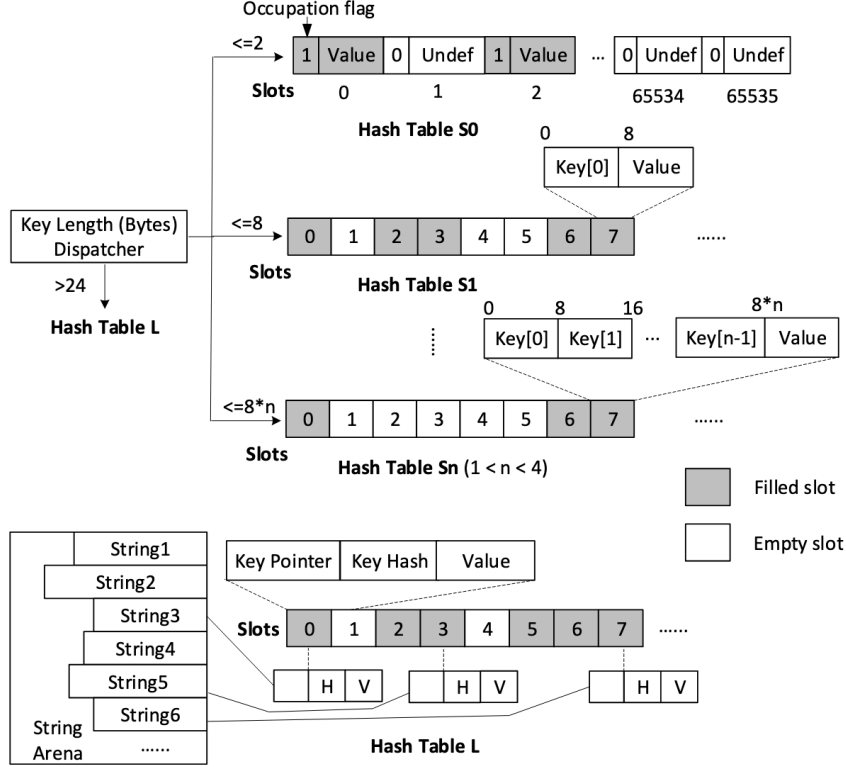 Occupation flag
<=2
1 Value 0 Undef 1 Value ... 0 Undef 0 Undef
Slots 0 1 2 65534 65535
Hash Table S0
0 8
Key[0] Value
Key Length (Bytes)
Dispatcher
<=8
0 1 2 3 4 5 6 7 ......
Slots
Hash Table S1
>24
Hash Table L
0 8 16 8*n
Key[0] Key[1] ... Key[n-1] Value
......
<=8*n
0 1 2 3 4 5 6 7 ......
Slots
Hash Table Sn (1 < n < 4)
Filled slot
Empty slot
String1
String2
String3
String4
String5
String6
String
Arena
......
Key Pointer Key Hash Value
Slots 0 1 2 3 4 5 6 7 ......
H V H V H V
Hash Table L